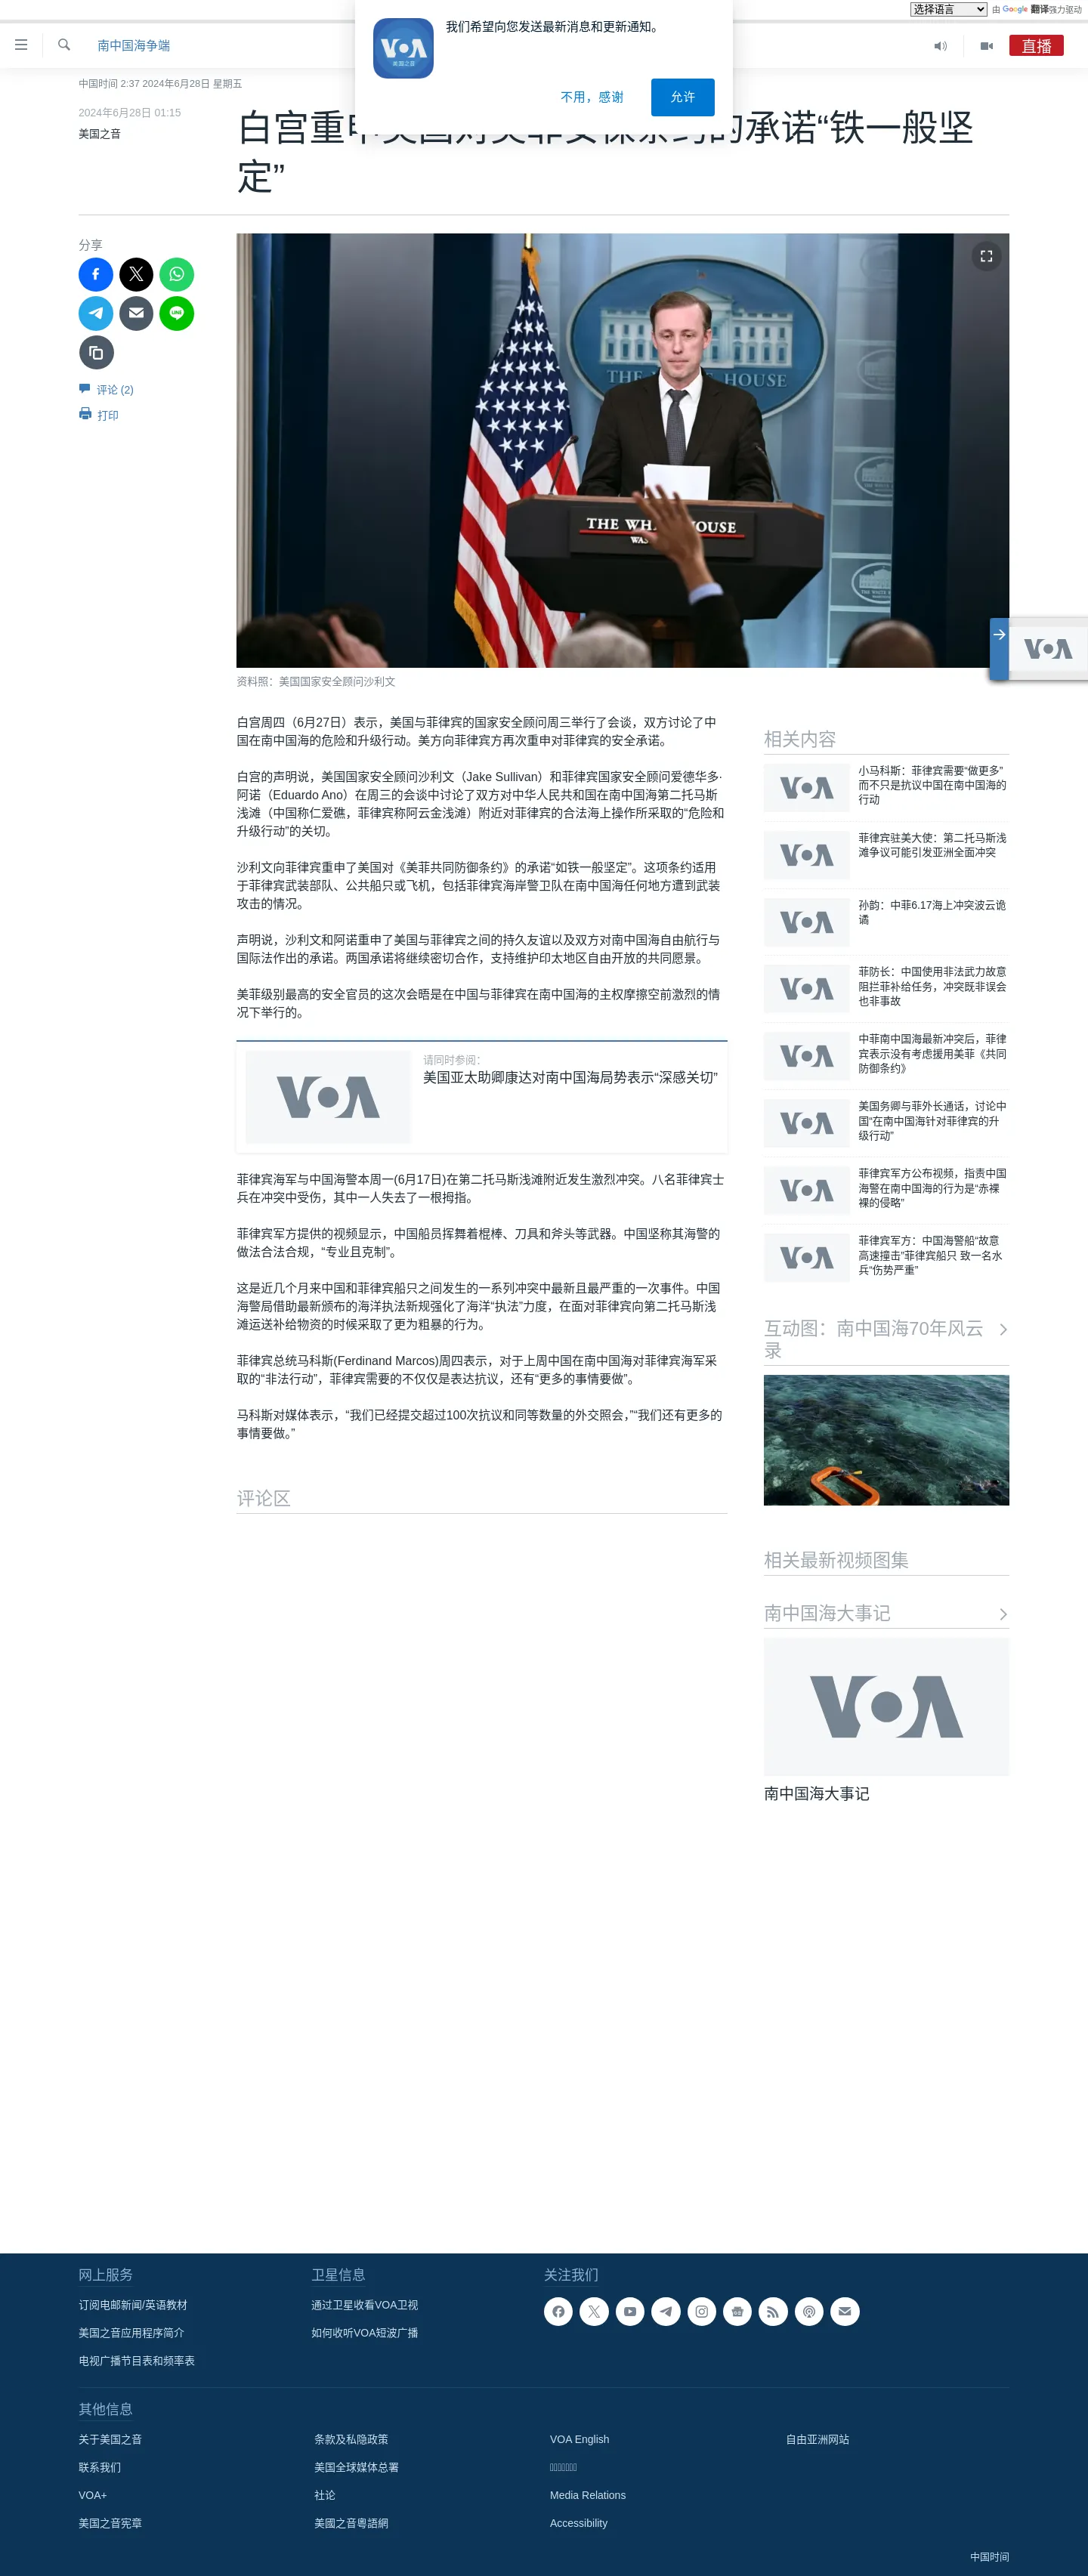 选择语言 由 Google 翻译强力驱动
我们希望向您发送最新消息和更新通知。
VOA
美国之音
不用，感谢
允许
南中国海争端
直播
中国时间 2:37 2024年6月28日 星期五
2024年6月28日 01:15
美国之音
白宫重申美国对美菲安保条约的承诺“铁一般坚
定”
分享
评论 (2)
打印
THE WHITE HOUSE
资料照：美国国家安全顾问沙利文
白宫周四（6月27日）表示，美国与菲律宾的国家安全顾问周三举行了会谈，双方讨论了中
国在南中国海的危险和升级行动。美方向菲律宾方再次重申对菲律宾的安全承诺。
白宫的声明说，美国国家安全顾问沙利文（Jake Sullivan）和菲律宾国家安全顾问爱德华多·
阿诺（Eduardo Ano）在周三的会谈中讨论了双方对中华人民共和国在南中国海第二托马斯
浅滩（中国称仁爱礁，菲律宾称阿云金浅滩）附近对菲律宾的合法海上操作所采取的“危险和
升级行动”的关切。
沙利文向菲律宾重申了美国对《美菲共同防御条约》的承诺“如铁一般坚定”。这项条约适用
于菲律宾武装部队、公共船只或飞机，包括菲律宾海岸警卫队在南中国海任何地方遭到武装
攻击的情况。
声明说，沙利文和阿诺重申了美国与菲律宾之间的持久友谊以及双方对南中国海自由航行与
国际法作出的承诺。两国承诺将继续密切合作，支持维护印太地区自由开放的共同愿景。
美菲级别最高的安全官员的这次会晤是在中国与菲律宾在南中国海的主权摩擦空前激烈的情
况下举行的。
VOA
请同时参阅：
美国亚太助卿康达对南中国海局势表示“深感关切”
菲律宾海军与中国海警本周一(6月17日)在第二托马斯浅滩附近发生激烈冲突。八名菲律宾士
兵在冲突中受伤，其中一人失去了一根拇指。
菲律宾军方提供的视频显示，中国船员挥舞着棍棒、刀具和斧头等武器。中国坚称其海警的
做法合法合规，“专业且克制”。
这是近几个月来中国和菲律宾船只之间发生的一系列冲突中最新且最严重的一次事件。中国
海警局借助最新颁布的海洋执法新规强化了海洋“执法”力度，在面对菲律宾向第二托马斯浅
滩运送补给物资的时候采取了更为粗暴的行为。
菲律宾总统马科斯(Ferdinand Marcos)周四表示，对于上周中国在南中国海对菲律宾海军采
取的“非法行动”，菲律宾需要的不仅仅是表达抗议，还有“更多的事情要做”。
马科斯对媒体表示，“我们已经提交超过100次抗议和同等数量的外交照会，”“我们还有更多的
事情要做。”
评论区
VOA
相关内容
VOA
小马科斯：菲律宾需要“做更多”
而不只是抗议中国在南中国海的
行动
VOA
菲律宾驻美大使：第二托马斯浅
滩争议可能引发亚洲全面冲突
VOA
孙韵：中菲6.17海上冲突波云诡
谲
VOA
菲防长：中国使用非法武力故意
阻拦菲补给任务，冲突既非误会
也非事故
VOA
中菲南中国海最新冲突后，菲律
宾表示没有考虑援用美菲《共同
防御条约》
VOA
美国务卿与菲外长通话，讨论中
国“在南中国海针对菲律宾的升
级行动”
VOA
菲律宾军方公布视频，指责中国
海警在南中国海的行为是“赤裸
裸的侵略”
VOA
菲律宾军方：中国海警船“故意
高速撞击”菲律宾船只 致一名水
兵“伤势严重”
互动图：南中国海70年风云
录
相关最新视频图集
南中国海大事记
VOA
南中国海大事记
网上服务
订阅电邮新闻/英语教材
美国之音应用程序简介
电视广播节目表和频率表
卫星信息
通过卫星收看VOA卫视
如何收听VOA短波广播
关注我们
其他信息
关于美国之音
联系我们
VOA+
美国之音宪章
条款及私隐政策
美国全球媒体总署
社论
美國之音粵語網
VOA English
Media Relations
Accessibility
自由亚洲网站
中国时间